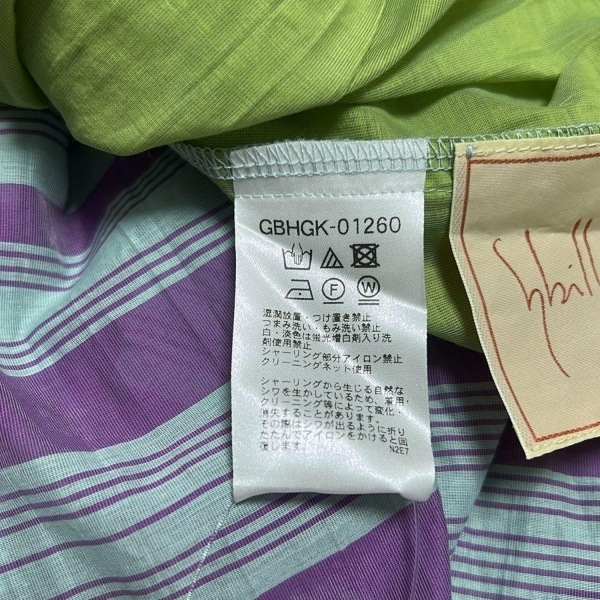 GBHGK-01260
F W
湿潤放置・つけ置き禁止
つまみ洗い・もみ洗い禁止
白・淡色は蛍光増白剤入り洗
剤使用禁止
シャーリング部分アイロン禁止
クリーニングネット使用
シャーリングから生じる自然な
シワを生かしているため、着用・
クリーニング等によって変化・
消失することがあります。
その際はシワが出るように折り
たたんでアイロンをかけると回
復します。
N2E7
Sybill